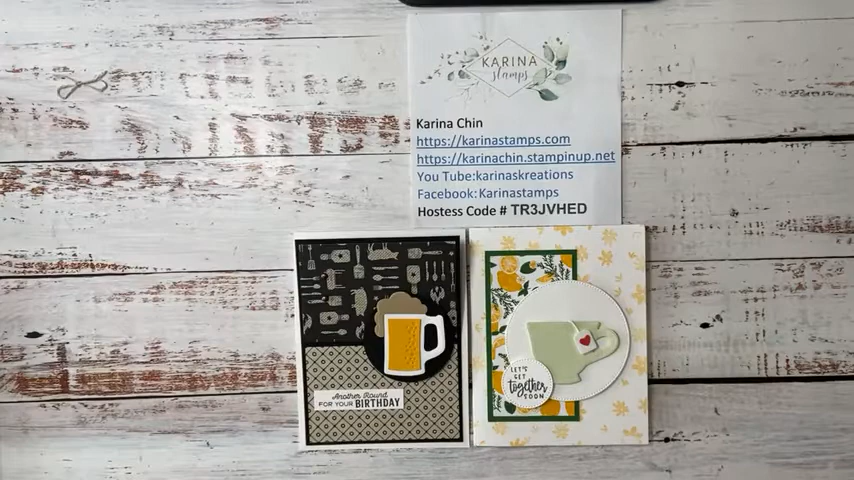 KARINA
stamps
Karina Chin
https://karinastamps.com
https://karinachin.stampinup.net
You Tube:karinaskreations
Facebook:Karinastamps
Hostess Code # TR3JVHED
Another Round
FOR YOUR BIRTHDAY
LET'S
GET
together
SOON